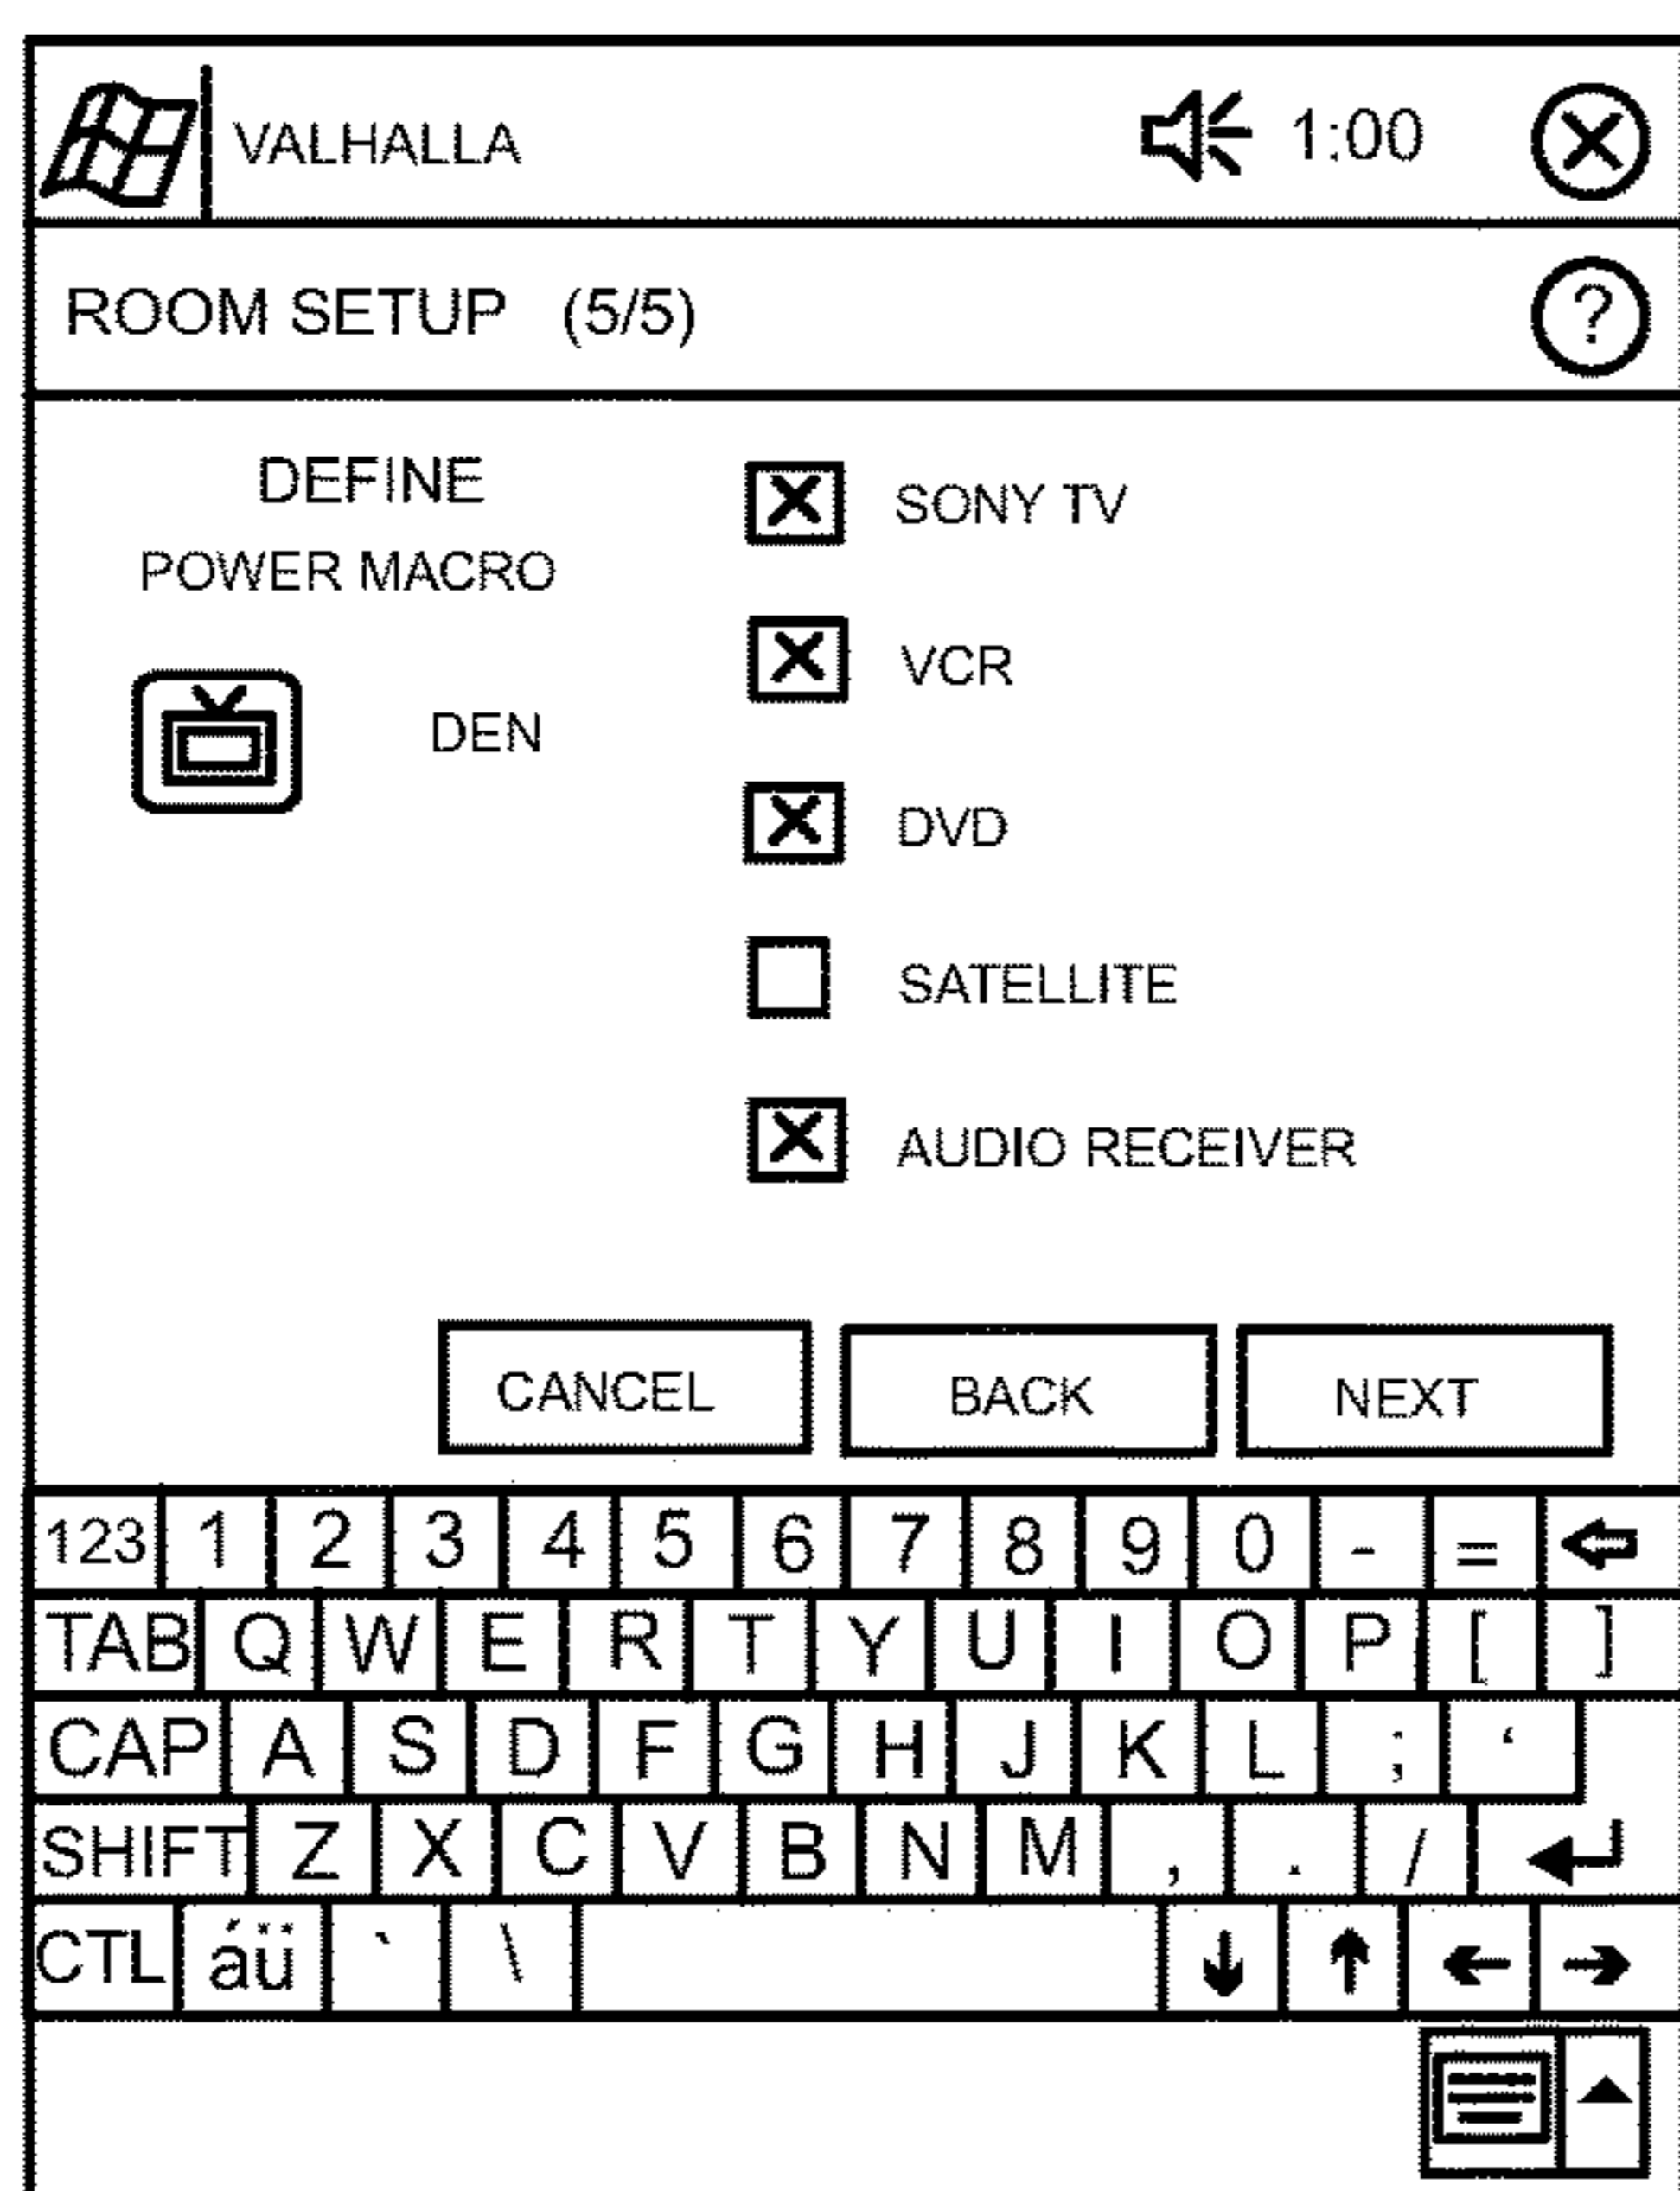 VALHALLA 1:00
ROOM SETUP (5/5) ?
DEFINE
POWER MACRO
DEN
SONY TV
VCR
DVD
SATELLITE
AUDIO RECEIVER
CANCEL BACK NEXT
123 1 2 3 4 5 6 7 8 9 0 - =
TAB Q W E R T Y U I O P [ ]
CAP A S D F G H J K L ; ‘
SHIFT Z X C V B N M , . /
CTL áü ` \